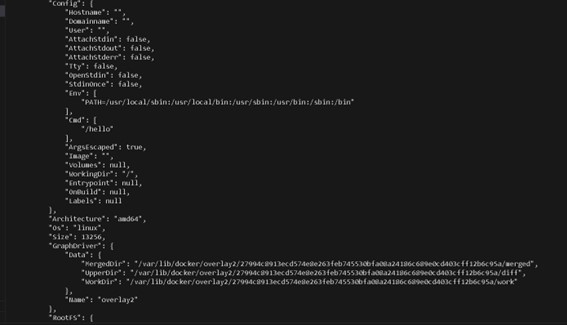 "Config": {
"Hostname": "",
"Domainname": "",
"User": "",
"AttachStdin": false,
"AttachStdout": false,
"AttachStderr": false,
"Tty": false,
"OpenStdin": false,
"StdinOnce": false,
"Env": [
"PATH=/usr/local/sbin:/usr/local/bin:/usr/sbin:/usr/bin:/sbin:/bin"
],
"Cmd": [
"/hello"
],
"ArgsEscaped": true,
"Image": "",
"Volumes": null,
"WorkingDir": "/",
"Entrypoint": null,
"OnBuild": null,
"Labels": null
},
"Architecture": "amd64",
"Os": "linux",
"Size": 13256,
"GraphDriver": {
"Data": {
"MergedDir": "/var/lib/docker/overlay2/27994c8913ecd574e8e263feb745530bfa08a24186c689e0cd403cff12b6c95a/merged",
"UpperDir": "/var/lib/docker/overlay2/27994c8913ecd574e8e263feb745530bfa08a24186c689e0cd403cff12b6c95a/diff",
"WorkDir": "/var/lib/docker/overlay2/27994c8913ecd574e8e263feb745530bfa08a24186c689e0cd403cff12b6c95a/work"
},
"Name": "overlay2"
},
"RootFS": {